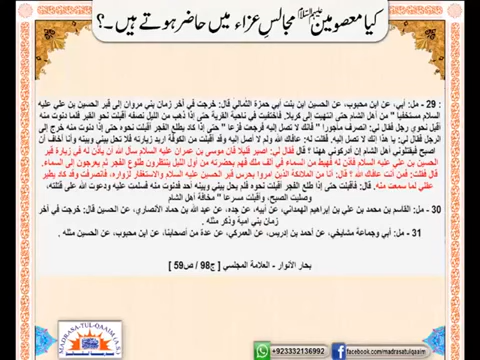 کیا معصومین علیہم السلام مجالس عزاء میں حاضر ہوتے ہیں ۔؟
29 - مل: أبي، عن ابن محبوب، عن الحسين ابن بنت أبي حمزة الثمالي قال: خرجت في آخر زمان بني مروان إلى قبر الحسين بن علي عليه
السلام مستخفيا " من أهل الشام حتى انتهيت إلى كربلا، فاختفيت في ناحية القرية حتى إذا ذهب من الليل نصفه أقبلت نحو القبر فلما دنوت منه
أقبل نحوي رجل فقال لي: انصرف مأجورا " فانك لا تصل إليه فرجعت فزعا " حتى إذا كاد يطلع الفجر أقبلت نحوه حتى إذا دنوت منه خرج إلي
الرجل فقال لي: يا هذا إنك لا تصل إليه، فقلت له: عافاك الله ولم لا أصل إليه وقد أقبلت من الكوفة أريد زيارته فلا تحل بيني وبينه وأنا أخاف أن
أصبح فيقتلوني أهل الشام إن أدركوني ههنا " قال فقال لي: اصبر قليلا فان موسى بن عمران عليه السلام سأل الله أن يأذن له في زيارة قبر
الحسين بن علي عليه السلام فأذن له فهبط من السماء في ألف ملك فهم بحضرته من أول الليل ينتظرون طلوع الفجر ثم يعرجون إلى السماء،
قال فقلت: فمن أنت عافاك الله ؟ قال: أنا من الملائكة الذين امروا بحرس قبر الحسين عليه السلام والاستغفار لزواره، فانصرفت وقد كاد يطير
عقلي لما سمعت منه. قال: فأقبلت حتى إذا طلع الفجر أقبلت نحوه فلم يحل بيني وبينه أحد فدنوت منه فسلمت عليه ودعوت الله على قتلته،
وصليت الصبح، وأقبلت مسرعا " مخافة أهل الشام
30 - مل: القاسم بن محمد بن علي بن ابراهيم الهمداني، عن أبيه، عن جده، عن عبد الله بن حماد الأنصاري، عن الحسين قال: خرجت في آخر
زمان بني امية وذكر مثله .
31 - مل: أبي وجماعة مشايخي، عن أحمد بن إدريس، عن العمركي، عن عدة من أصحابنا، عن ابن محبوب، عن الحسين مثله .
بحار الأنوار - العلامة المجلسي [ ج98 / ص59 ]
MADRASA-TUL-QAAIM(A.S)
+923332136992
facebook.com/madrasatulqaaim